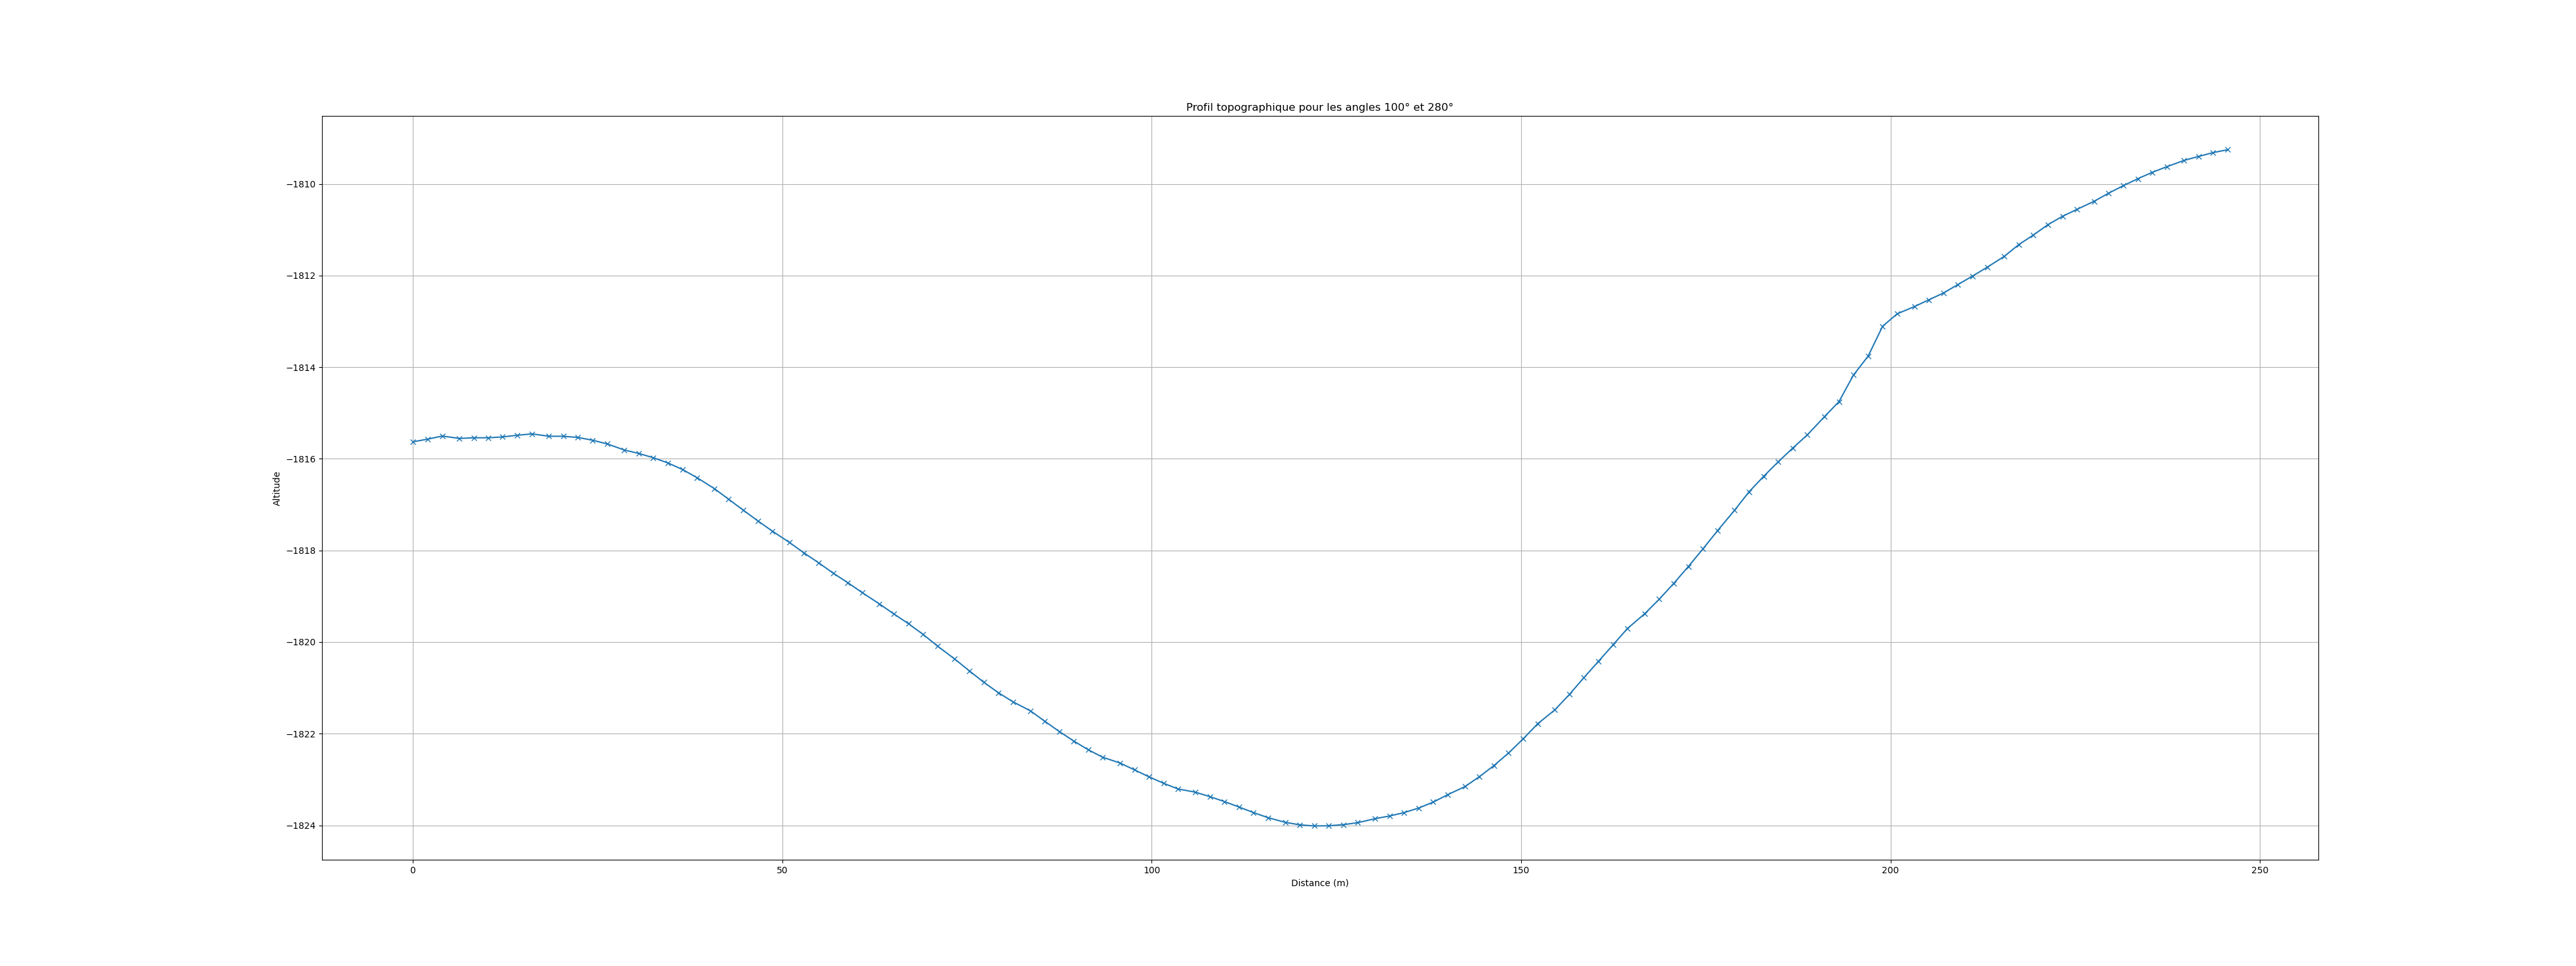 Profil topographique pour les angles 100° et 280°
−1810
−1812
−1814
−1816
−1818
−1820
−1822
−1824
Altitude
0 50 100 150 200 250
Distance (m)